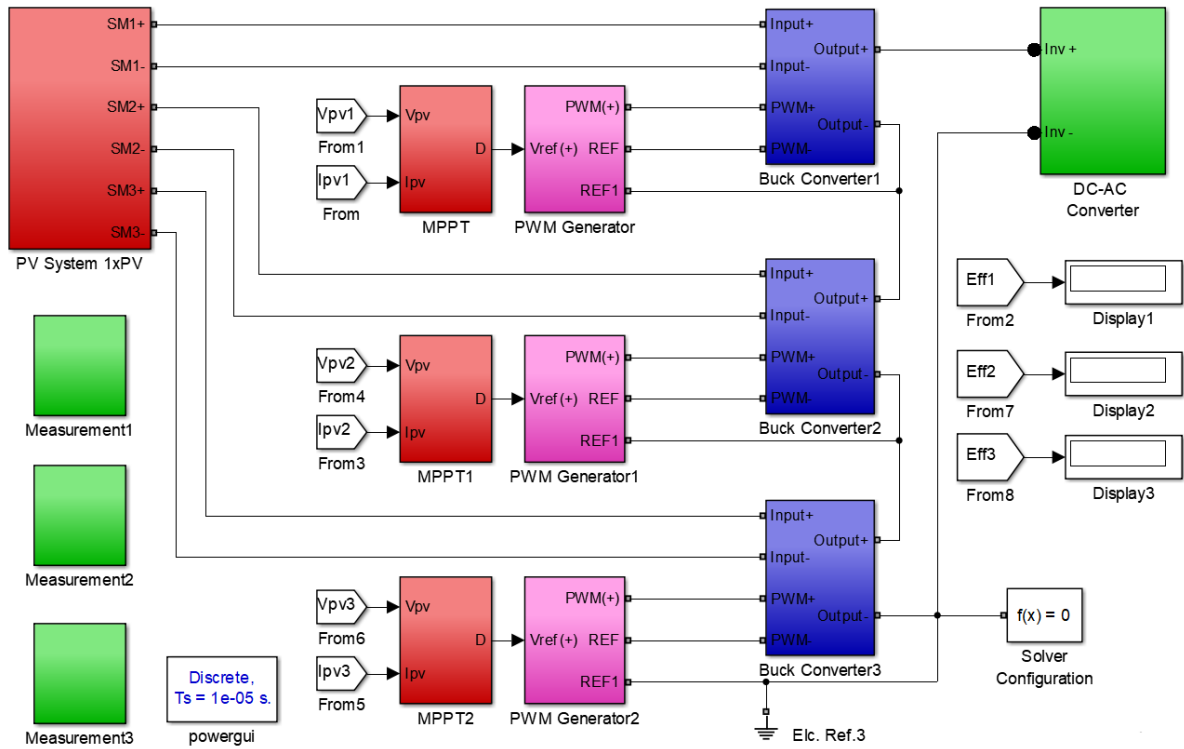 SM1+
SM1-
SM2+
SM2-
SM3+
SM3-
PV System 1xPV
Vpv1
From1
Ipv1
From
Vpv
Ipv
D
MPPT
PWM(+)
Vref(+)
REF
REF1
PWM Generator
Input+
Input-
PWM+
PWM-
Output+
Output-
Buck Converter1
Inv +
Inv -
DC-AC
Converter
Vpv2
From4
Ipv2
From3
Vpv
Ipv
D
MPPT1
PWM(+)
Vref(+)
REF
REF1
PWM Generator1
Input+
Input-
PWM+
PWM-
Output+
Output-
Buck Converter2
Eff1
From2
Display1
Eff2
From7
Display2
Eff3
From8
Display3
Measurement1
Measurement2
Measurement3
Discrete,
Ts = 1e-05 s.
powergui
Vpv3
From6
Ipv3
From5
Vpv
Ipv
D
MPPT2
PWM(+)
Vref(+)
REF
REF1
PWM Generator2
Input+
Input-
PWM+
PWM-
Output+
Output-
Buck Converter3
Elc. Ref.3
f(x) = 0
Solver
Configuration